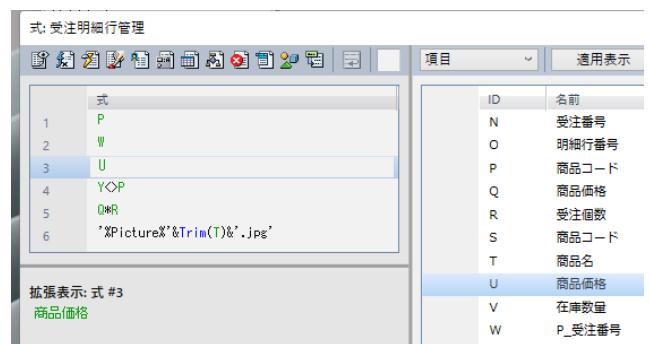 式: 受注明細行管理
項目 適用表示
式
1 P
2 W
3 U
4 Y<>P
5 Q*R
6 '%Picture%'&Trim(T)&'.jpg'
拡張表示: 式 #3
商品価格
ID 名前
N 受注番号
O 明細行番号
P 商品コード
Q 商品価格
R 受注個数
S 商品コード
T 商品名
U 商品価格
V 在庫数量
W P_受注番号